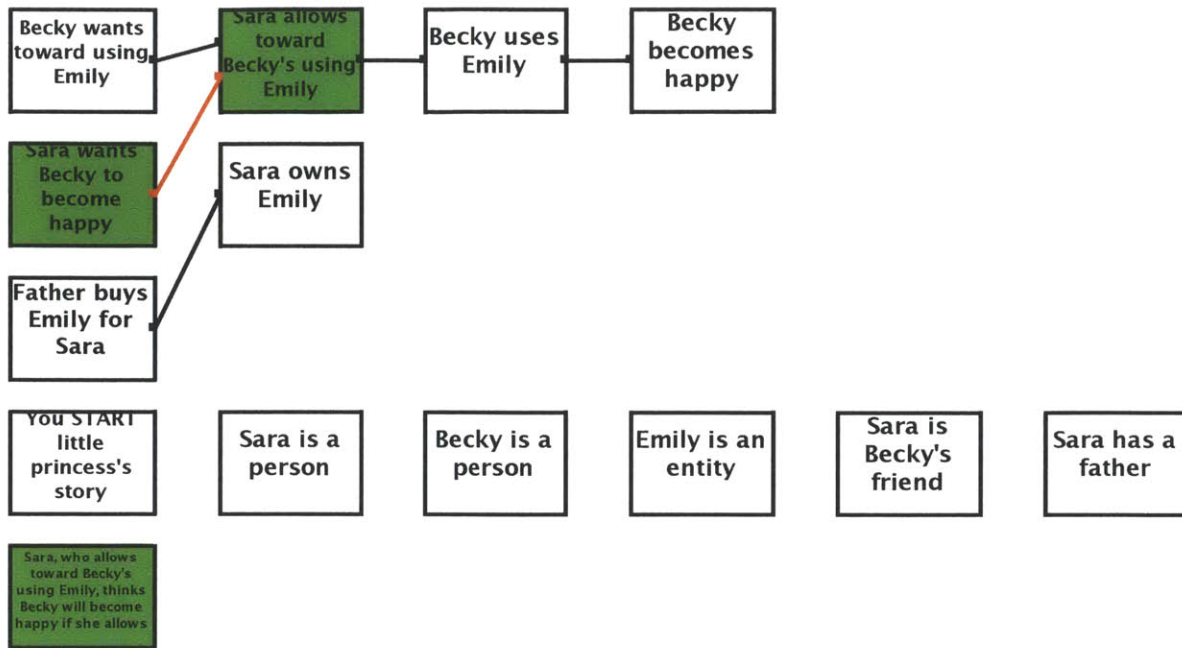 Becky wants
toward using
Emily
Sara allows
toward
Becky's using
Emily
Becky uses
Emily
Becky
becomes
happy
Sara wants
Becky to
become
happy
Sara owns
Emily
Father buys
Emily for
Sara
You START
little
princess's
story
Sara is a
person
Becky is a
person
Emily is an
entity
Sara is
Becky's
friend
Sara has a
father
Sara, who allows
toward Becky's
using Emily, thinks
Becky will become
happy if she allows